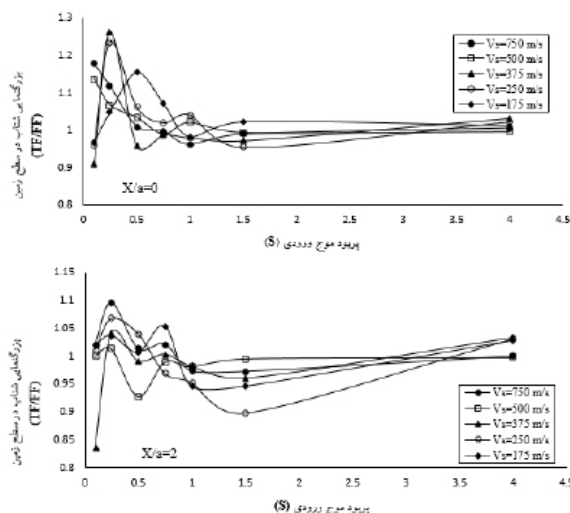 1.3
1.2
1.1
1
0.9
0.8
0 0.5 1 1.5 2 2.5 3 3.5 4 4.5
بزرگنمایی شتاب در سطح زمین
(TF/FF)
Vs=750 m/s
Vs=500 m/s
Vs=375 m/s
Vs=250 m/s
Vs=175 m/s
X/a=0
پریود موج ورودی (S)
1.15
1.1
1.05
1
0.95
0.9
0.85
0.8
0 0.5 1 1.5 2 2.5 3 3.5 4 4.5
بزرگنمایی شتاب در سطح زمین
(TF/FF)
Vs=750 m/s
Vs=500 m/s
Vs=375 m/s
Vs=250 m/s
Vs=175 m/s
X/a=2
پریود موج ورودی (S)